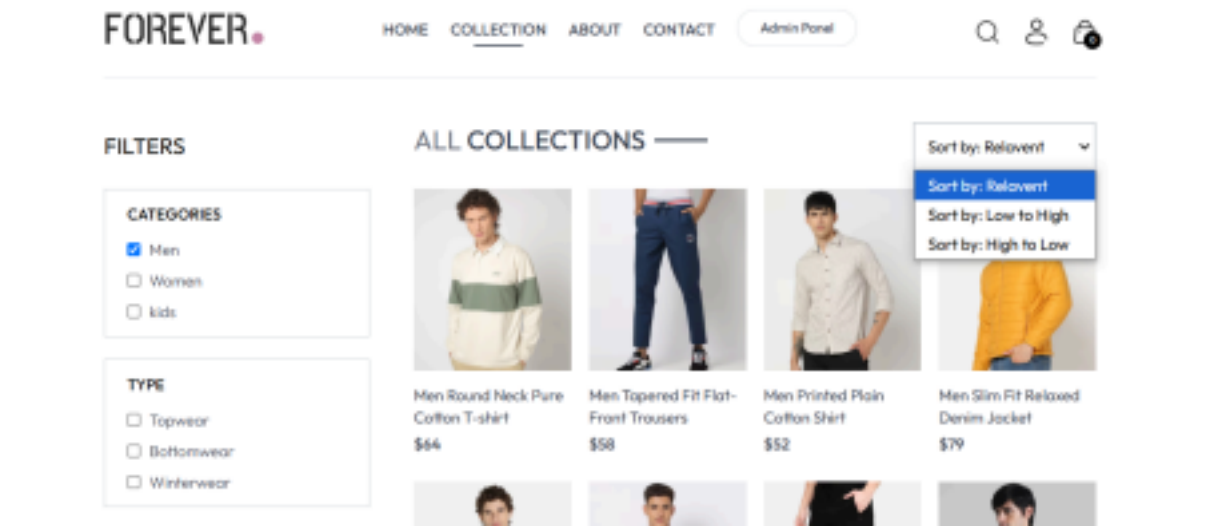 FOREVER.
HOME COLLECTION ABOUT CONTACT Admin Panel
0
FILTERS
CATEGORIES
Men
Women
kids
TYPE
Topwear
Bottomwear
Winterwear
ALL COLLECTIONS
Sort by: Relavent
Sort by: Relavent
Sort by: Low to High
Sort by: High to Low
Men Round Neck Pure
Cotton T-shirt
$64
Men Tapered Fit Flat-
Front Trousers
$58
Men Printed Plain
Cotton Shirt
$52
Men Slim Fit Relaxed
Denim Jacket
$79